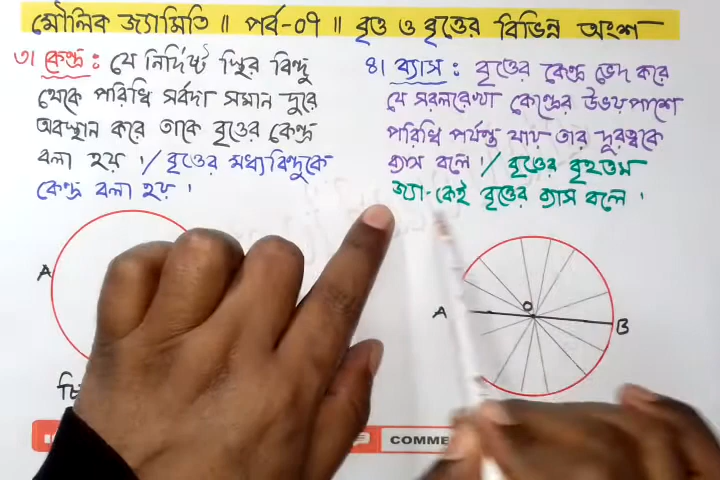 মৌলিক জ্যামিতি ॥ পর্ব-০৭ ॥ বৃত্ত ও বৃত্তের বিভিন্ন অংশ
৩। কেন্দ্র : যে নির্দিষ্ট স্থির বিন্দু
থেকে পরিধি সর্বদা সমান দুরে
অবস্থান করে তাকে বৃত্তের কেন্দ্র
বলা হয় ।/ বৃত্তের মধ্যবিন্দুকে
কেন্দ্র বলা হয় ।
৪। ব্যাস : বৃত্তের কেন্দ্র ভেদ করে
যে সরলরেখা কেন্দ্রের উভয়পাশে
পরিধি পর্যন্ত যায় তার দূরত্বকে
ব্যাস বলে ।/ বৃত্তের বৃহত্তম
জ্যা-কেই বৃত্তের ব্যাস বলে ।
A
A
O
B
COMME